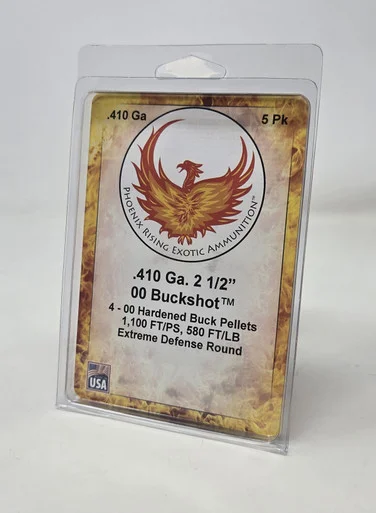 .410 Ga
5 Pk
Phoenix Rising Exotic Ammunition™
.410 Ga. 2 1/2”
00 Buckshot™
4 - 00 Hardened Buck Pellets
1,100 FT/PS, 580 FT/LB
Extreme Defense Round
USA